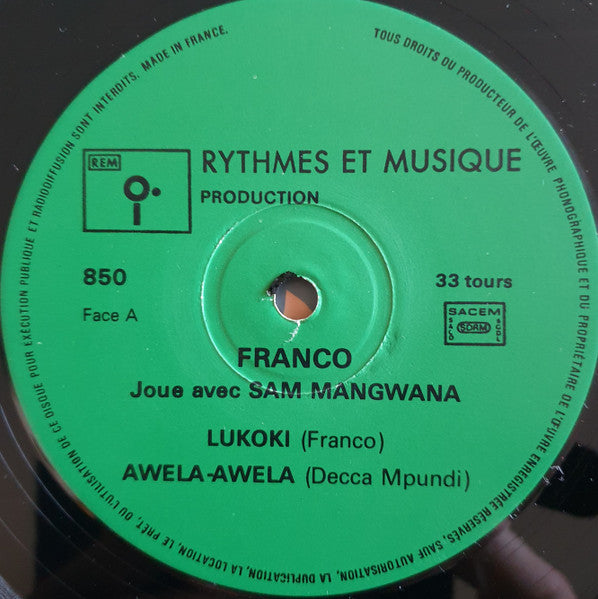 TOUS DROITS DU PRODUCTEUR DE L'ŒUVRE PHONOGRAPHIQUE ET DU PROPRIÉTAIRE DE L'ŒUVRE ENREGISTRÉE RÉSERVÉS, SAUF AUTORISATION, LA DUPLICATION, LA LOCATION, LE PRÊT, OU L'UTILISATION DE CE DISQUE POUR EXÉCUTION PUBLIQUE ET RADIODIFFUSION SONT INTERDITS. MADE IN FRANCE.
REM
RYTHMES ET MUSIQUE
PRODUCTION
850
33 tours
Face A
SACEM
SACD
SDRM
SGDL
FRANCO
Joue avec SAM MANGWANA
LUKOKI (Franco)
AWELA-AWELA (Decca Mpundi)